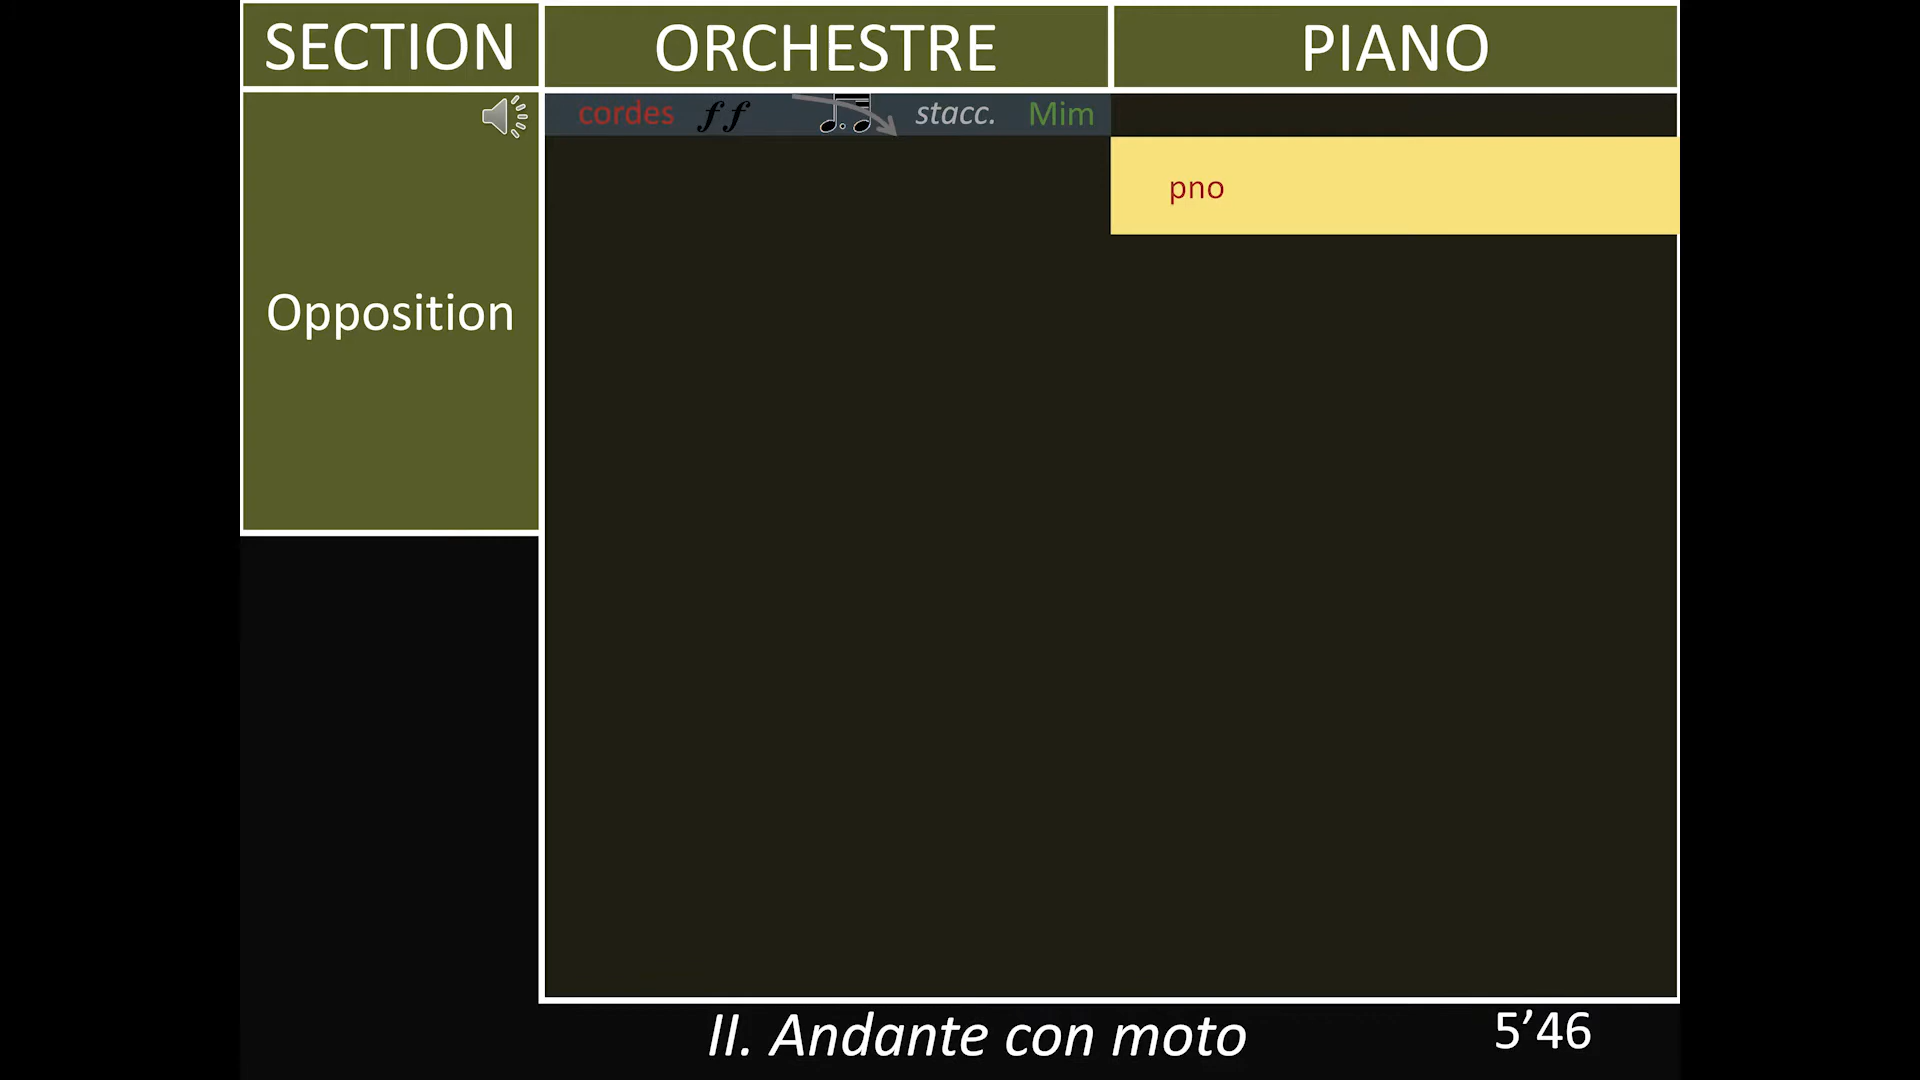 SECTION ORCHESTRE PIANO
cordes ff stacc. Mim
pno
Opposition
II. Andante con moto 5’46